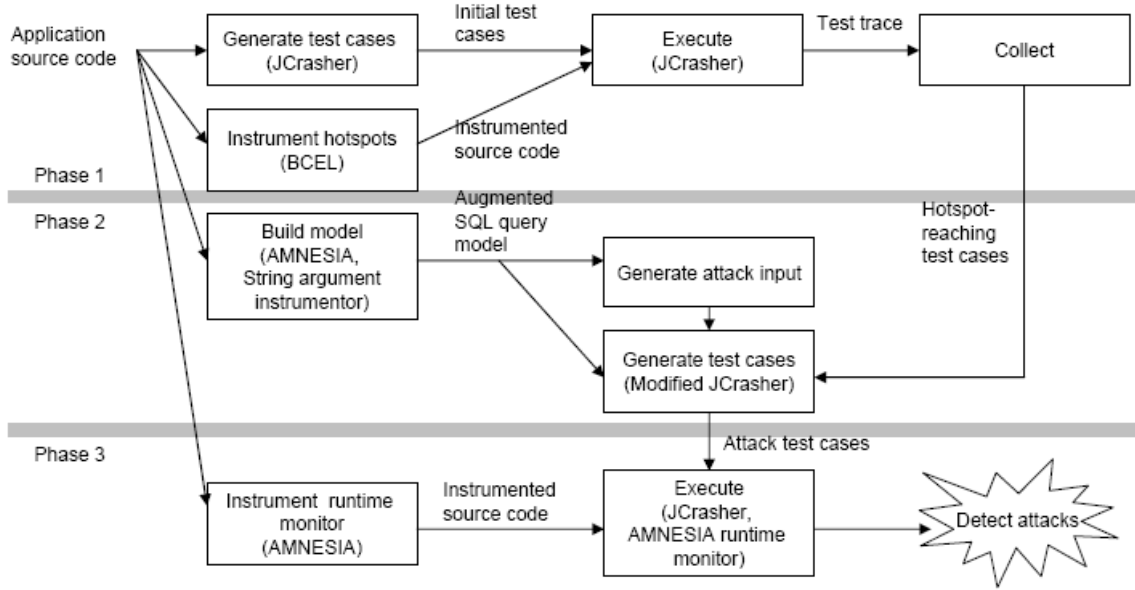 Application
source code
Generate test cases
(JCrasher)
Initial test
cases
Execute
(JCrasher)
Test trace
Collect
Instrument hotspots
(BCEL)
Instrumented
source code
Phase 1
Phase 2
Build model
(AMNESIA,
String argument
instrumentor)
Augmented
SQL query
model
Generate attack input
Hotspot-
reaching
test cases
Generate test cases
(Modified JCrasher)
Phase 3
Attack test cases
Instrument runtime
monitor
(AMNESIA)
Instrumented
source code
Execute
(JCrasher,
AMNESIA runtime
monitor)
Detect attacks